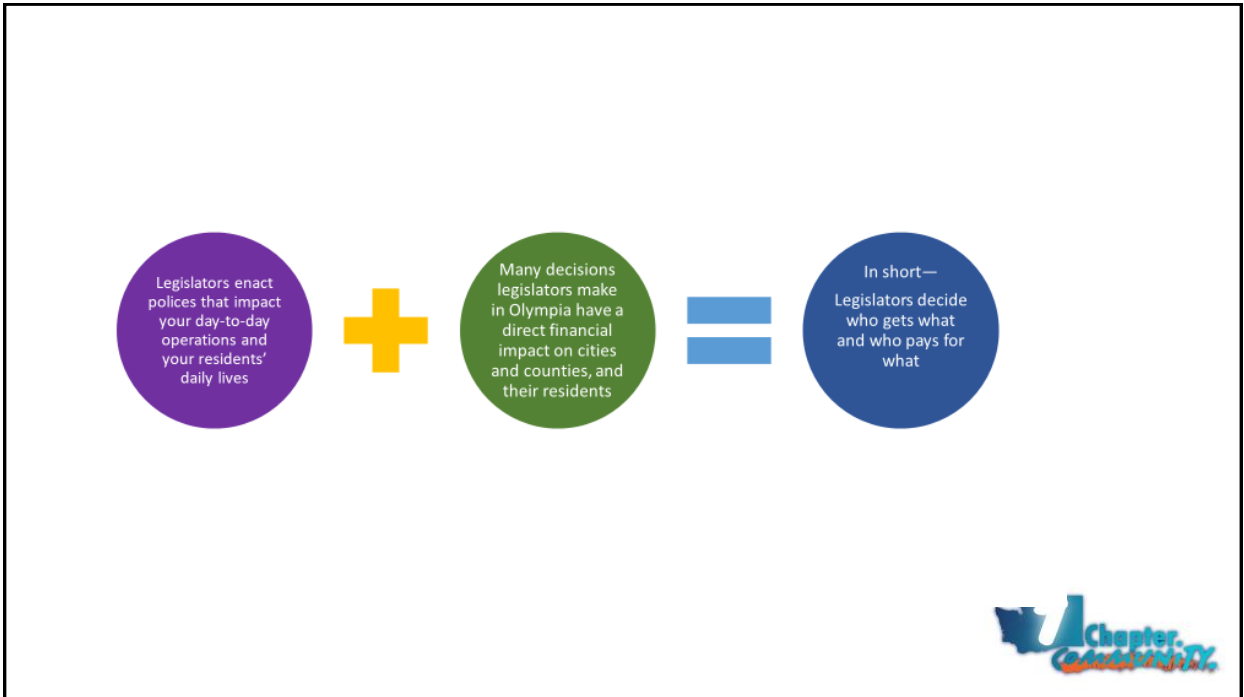 Legislators enact
polices that impact
your day-to-day
operations and
your residents’
daily lives
Many decisions
legislators make
in Olympia have a
direct financial
impact on cities
and counties, and
their residents
In short—
Legislators decide
who gets what
and who pays for
what
1 Chapter.
Community.